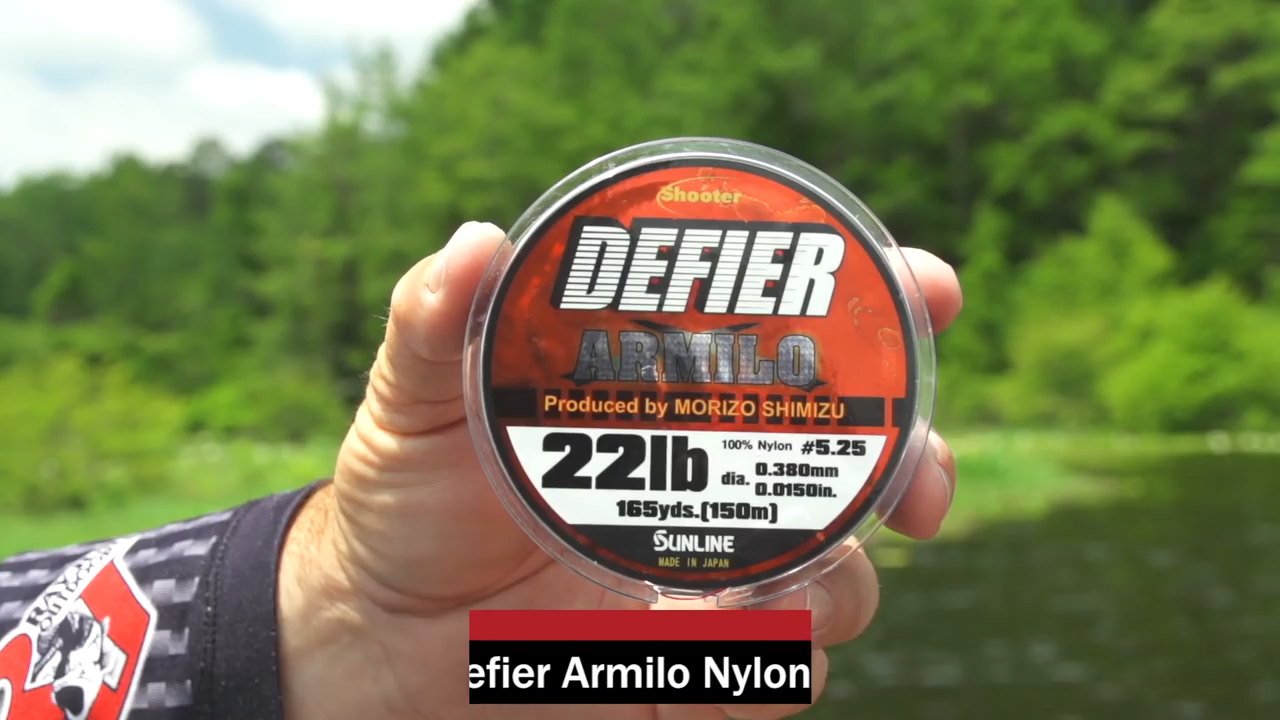 Shooter
DEFIER
ARMILO
Produced by MORIZO SHIMIZU
22lb
100% Nylon #5.25
dia. 0.380mm
0.0150in.
165yds.(150m)
SUNLINE
MADE IN JAPAN
efier Armilo Nylon